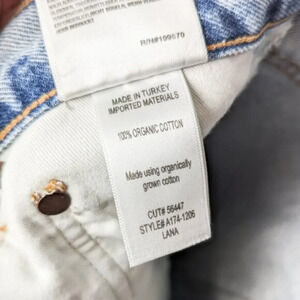 R/N#109570
MADE IN TURKEY
IMPORTED MATERIALS
100% ORGANIC COTTON
Made using organically
grown cotton
CUT# 56447
STYLE# A174-1206
LANA